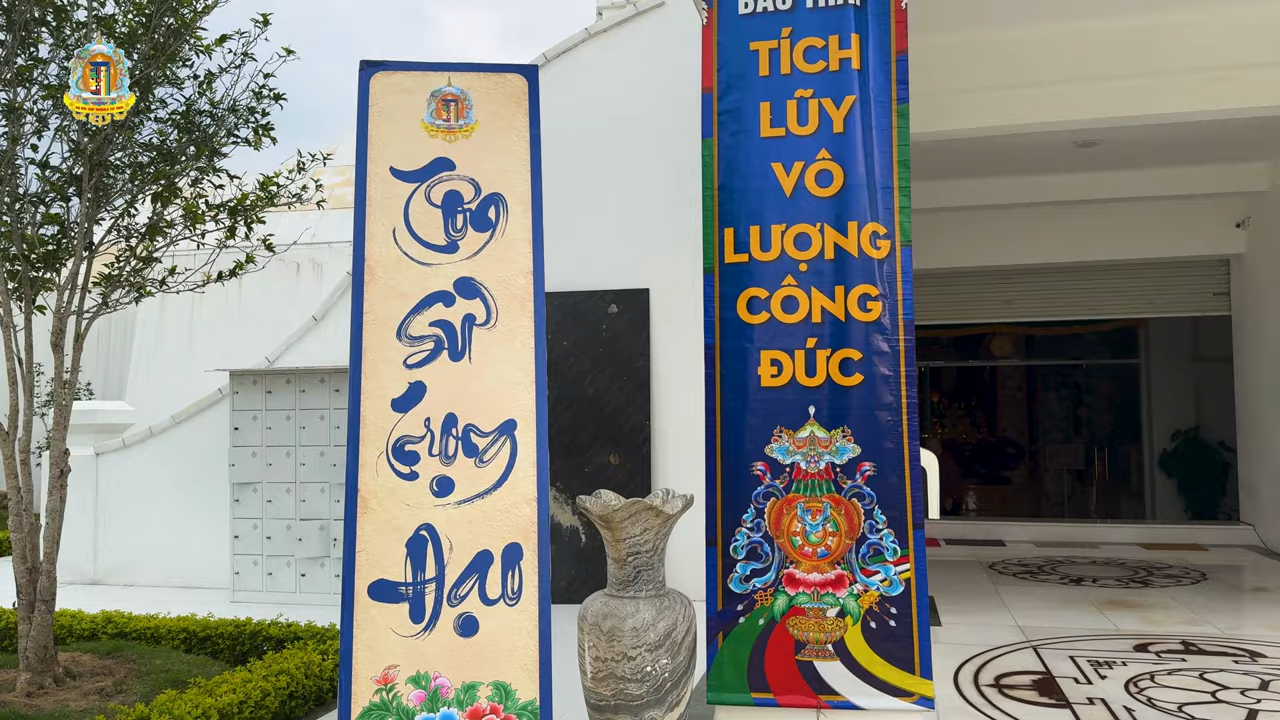 Tôn
Sư
Trọng
Đạo
TÍCH
LŨY
VÔ
LƯỢNG
CÔNG
ĐỨC